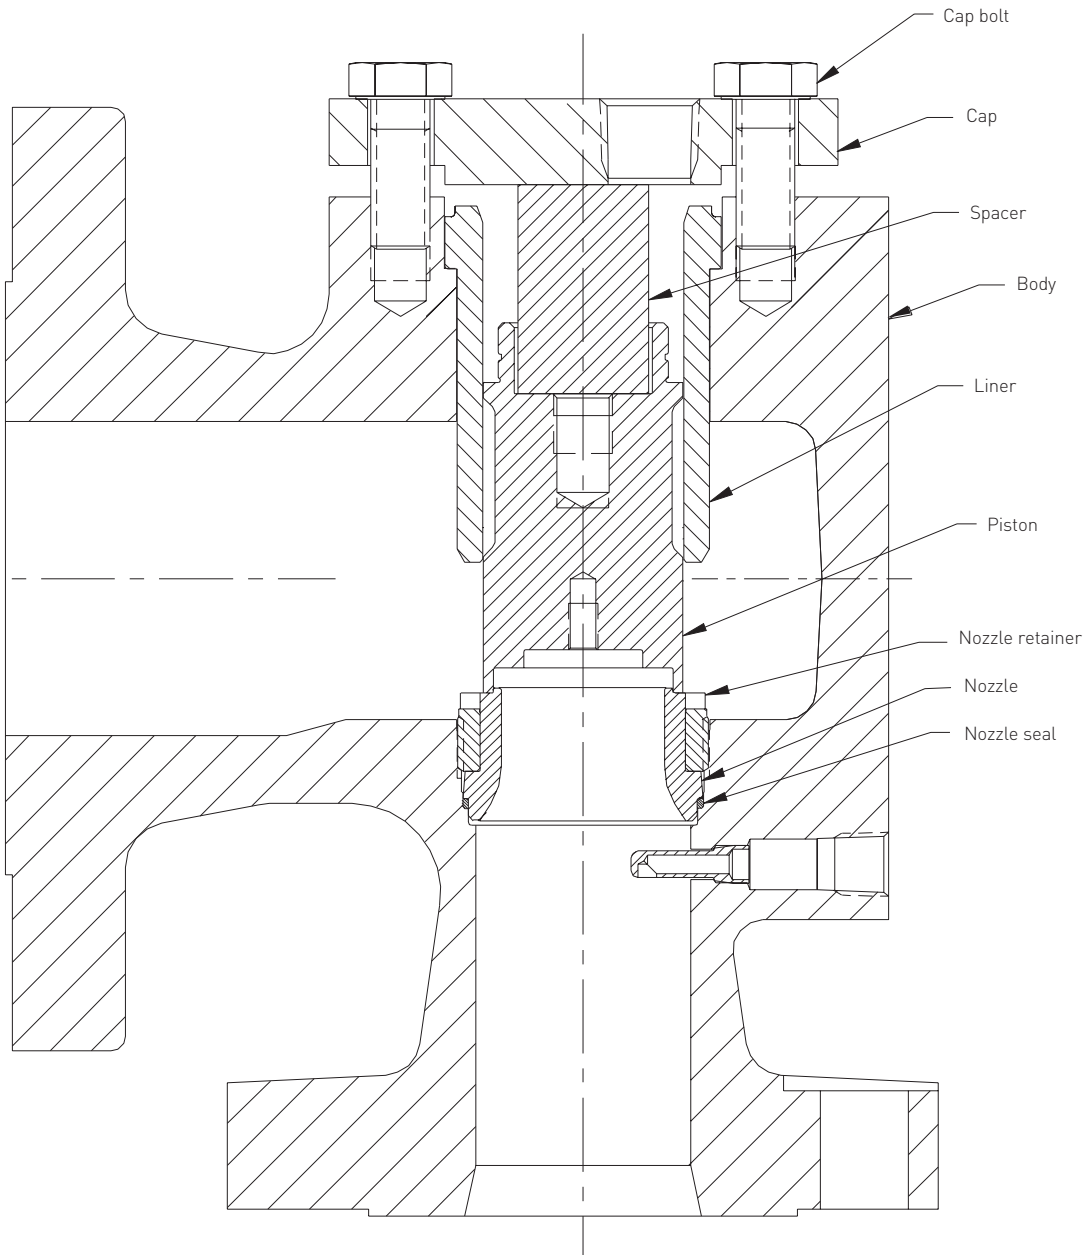 Cap bolt
Cap
Spacer
Body
Liner
Piston
Nozzle retainer
Nozzle
Nozzle seal